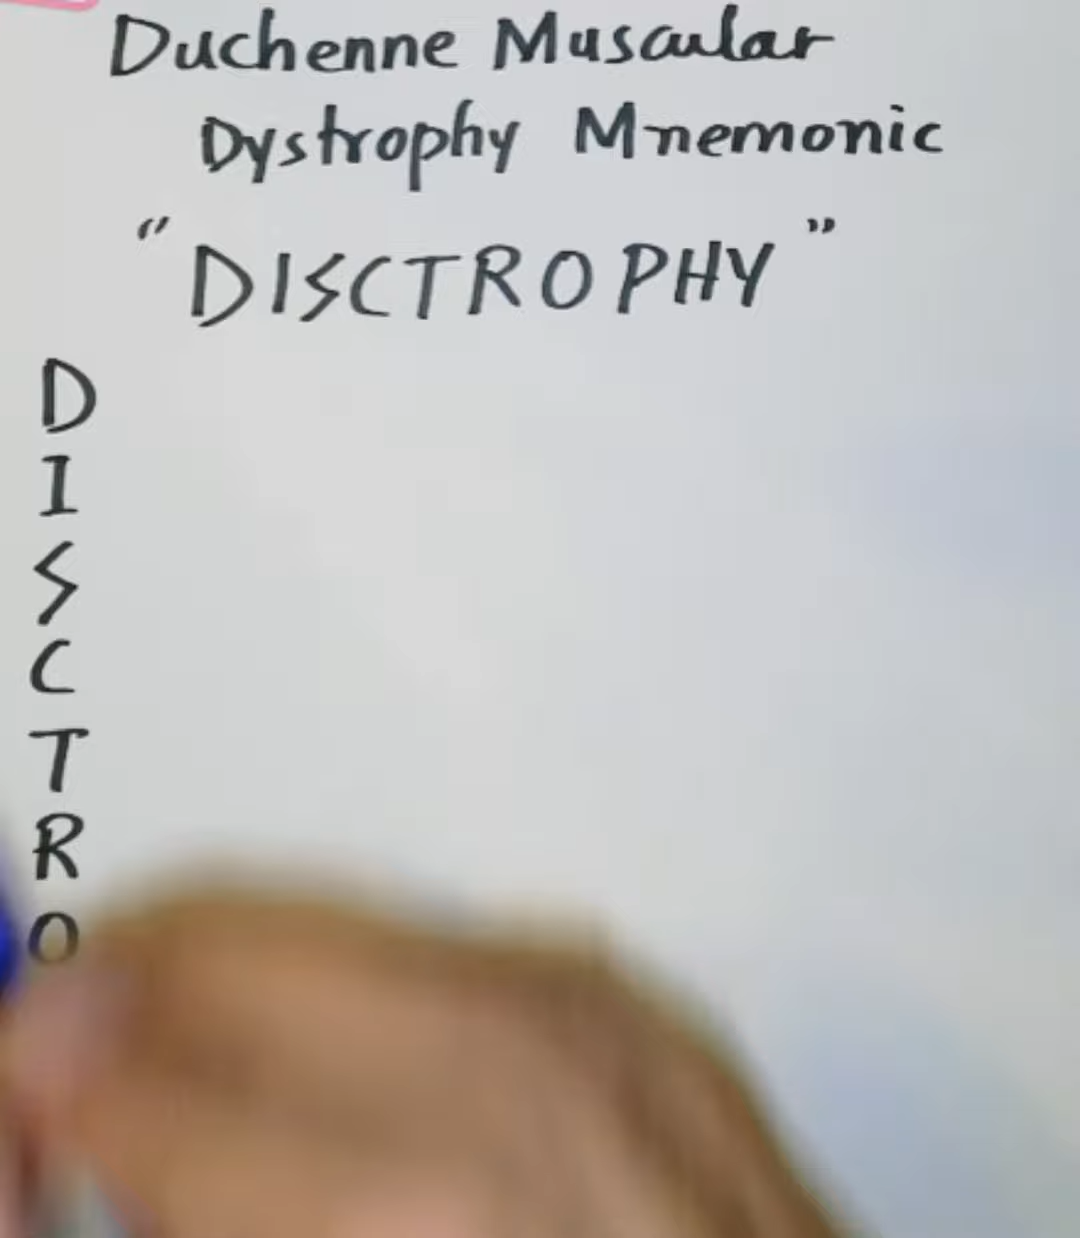 Duchenne Muscular
Dystrophy Mnemonic
"DISCTROPHY"
D
I
S
C
T
R
O